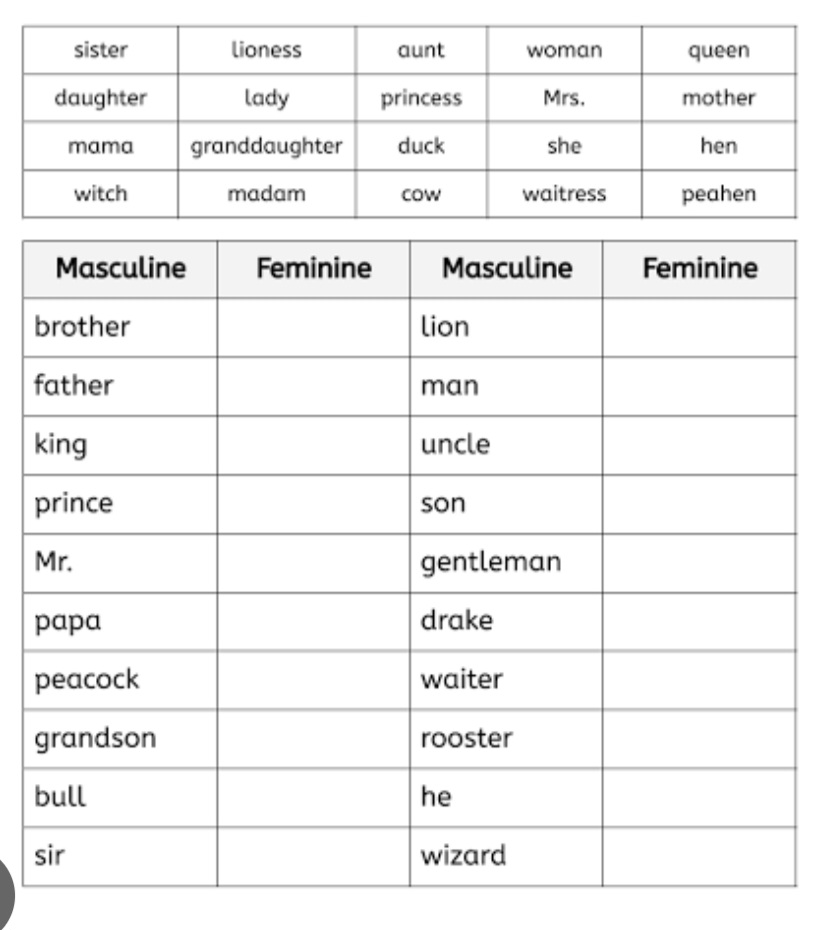 sister lioness aunt woman queen
daughter lady princess Mrs. mother
mama granddaughter duck she hen
witch madam cow waitress peahen
Masculine Feminine Masculine Feminine
brother lion
father man
king uncle
prince son
Mr. gentleman
papa drake
peacock waiter
grandson rooster
bull he
sir wizard